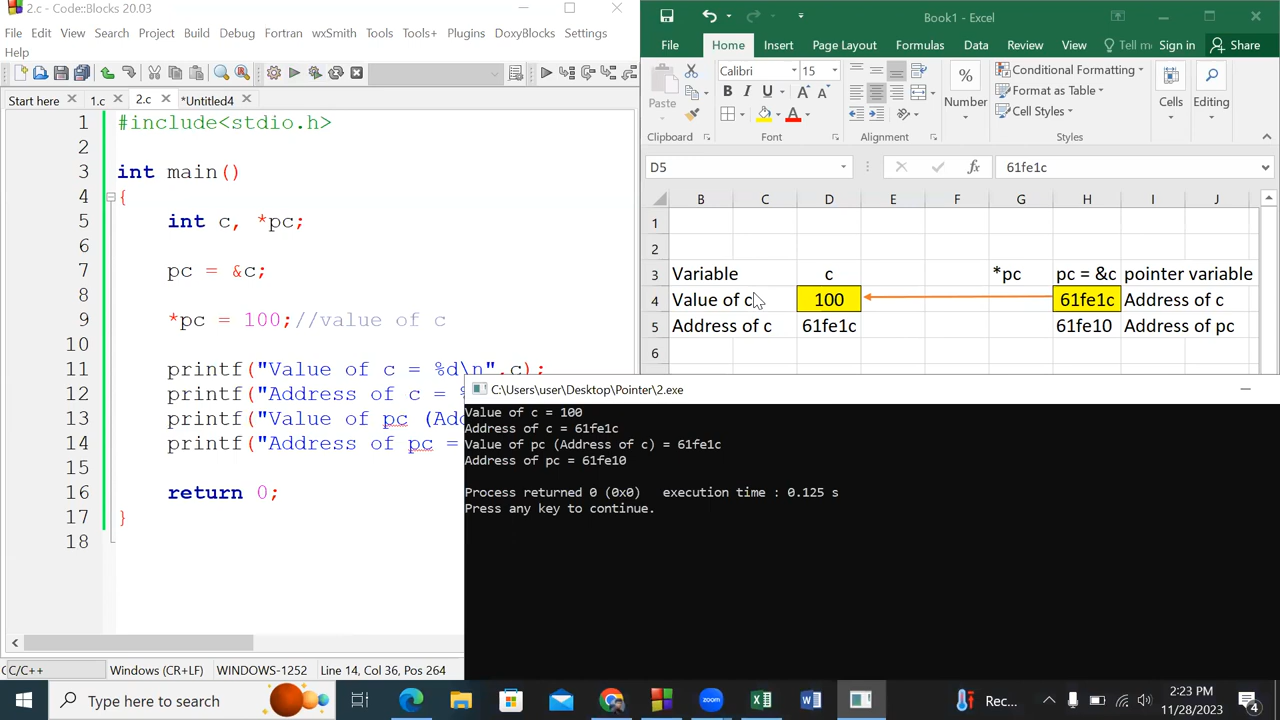 2.c - Code::Blocks 20.03
File Edit View Search Project Build Debug Fortran wxSmith Tools Tools+ Plugins DoxyBlocks Settings
Help
Start here 1.c 2.c *Untitled4
1 #include<stdio.h>
2
3 int main()
4 {
5 int c, *pc;
6
7 pc = &c;
8
9 *pc = 100;//value of c
10
11 printf("Value of c = %d\n",c);
12 printf("Address of c =
13 printf("Value of pc
14 printf("Address of pc =
15
16 return 0;
17 }
18
C/C++ Windows (CR+LF) WINDOWS-1252 Line 14, Col 36, Pos 264
Book1 - Excel
File Home Insert Page Layout Formulas Data Review View Tell me Sign in Share
Paste Calibri 15 Number Conditional Formatting Format as Table Cell Styles Cells Editing
B I U A A A
Clipboard Font Alignment Styles
D5 fx 61fe1c
B C D E F G H I J
1
2
3 Variable c *pc pc = &c pointer variable
4 Value of c 100 61fe1c Address of c
5 Address of c 61fe1c 61fe10 Address of pc
6
C:\Users\user\Desktop\Pointer\2.exe
Value of c = 100
Address of c = 61fe1c
Value of pc (Address of c) = 61fe1c
Address of pc = 61fe10
Process returned 0 (0x0) execution time : 0.125 s
Press any key to continue.
Type here to search
Rec...
2:23 PM
11/28/2023
4